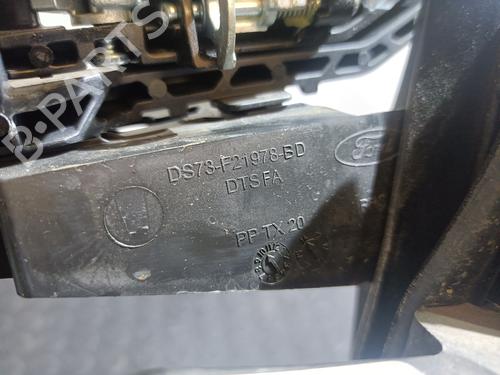 B-PARTS
DS73-F21978-BD
DTSFA
Ford
PP TX 20